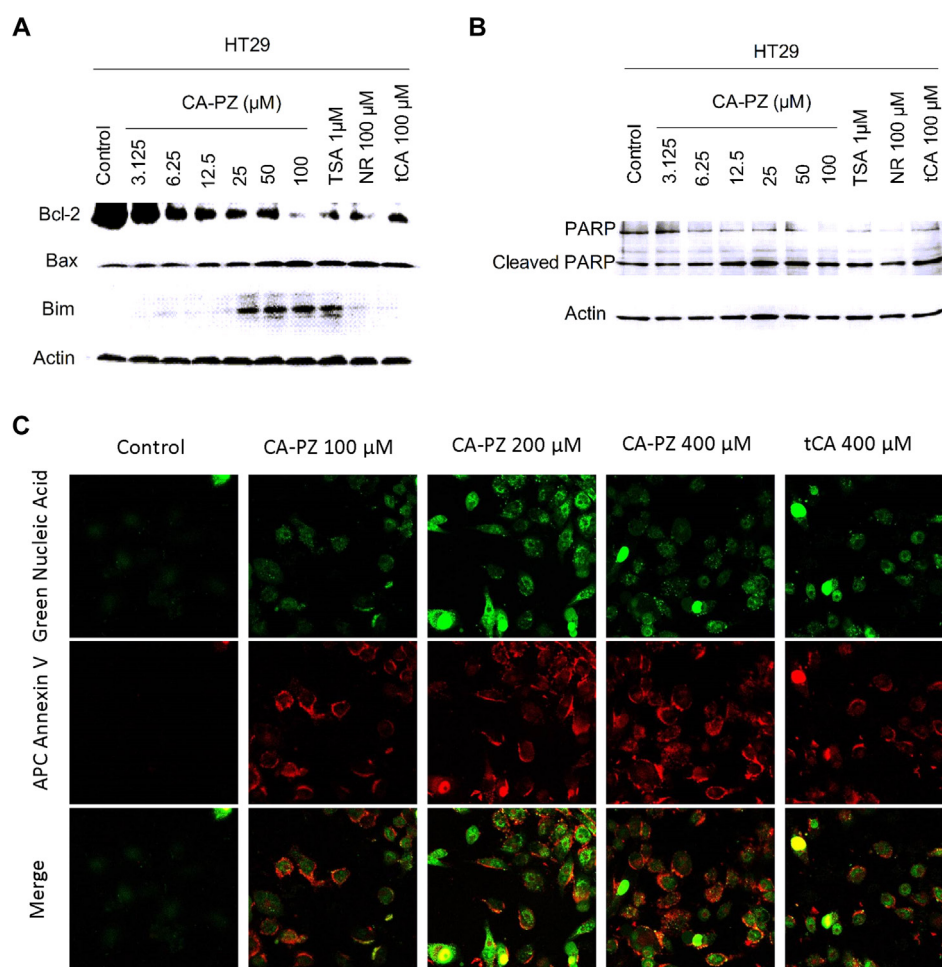 A
HT29
CA-PZ (µM)
Control
3.125
6.25
12.5
25
50
100
TSA 1µM
NR 100 µM
tCA 100 µM
Bcl-2
Bax
Bim
Actin
B
HT29
CA-PZ (µM)
Control
3.125
6.25
12.5
25
50
100
TSA 1µM
NR 100 µM
tCA 100 µM
PARP
Cleaved PARP
Actin
C
Control
CA-PZ 100 µM
CA-PZ 200 µM
CA-PZ 400 µM
tCA 400 µM
Green Nucleic Acid
APC Annexin V
Merge